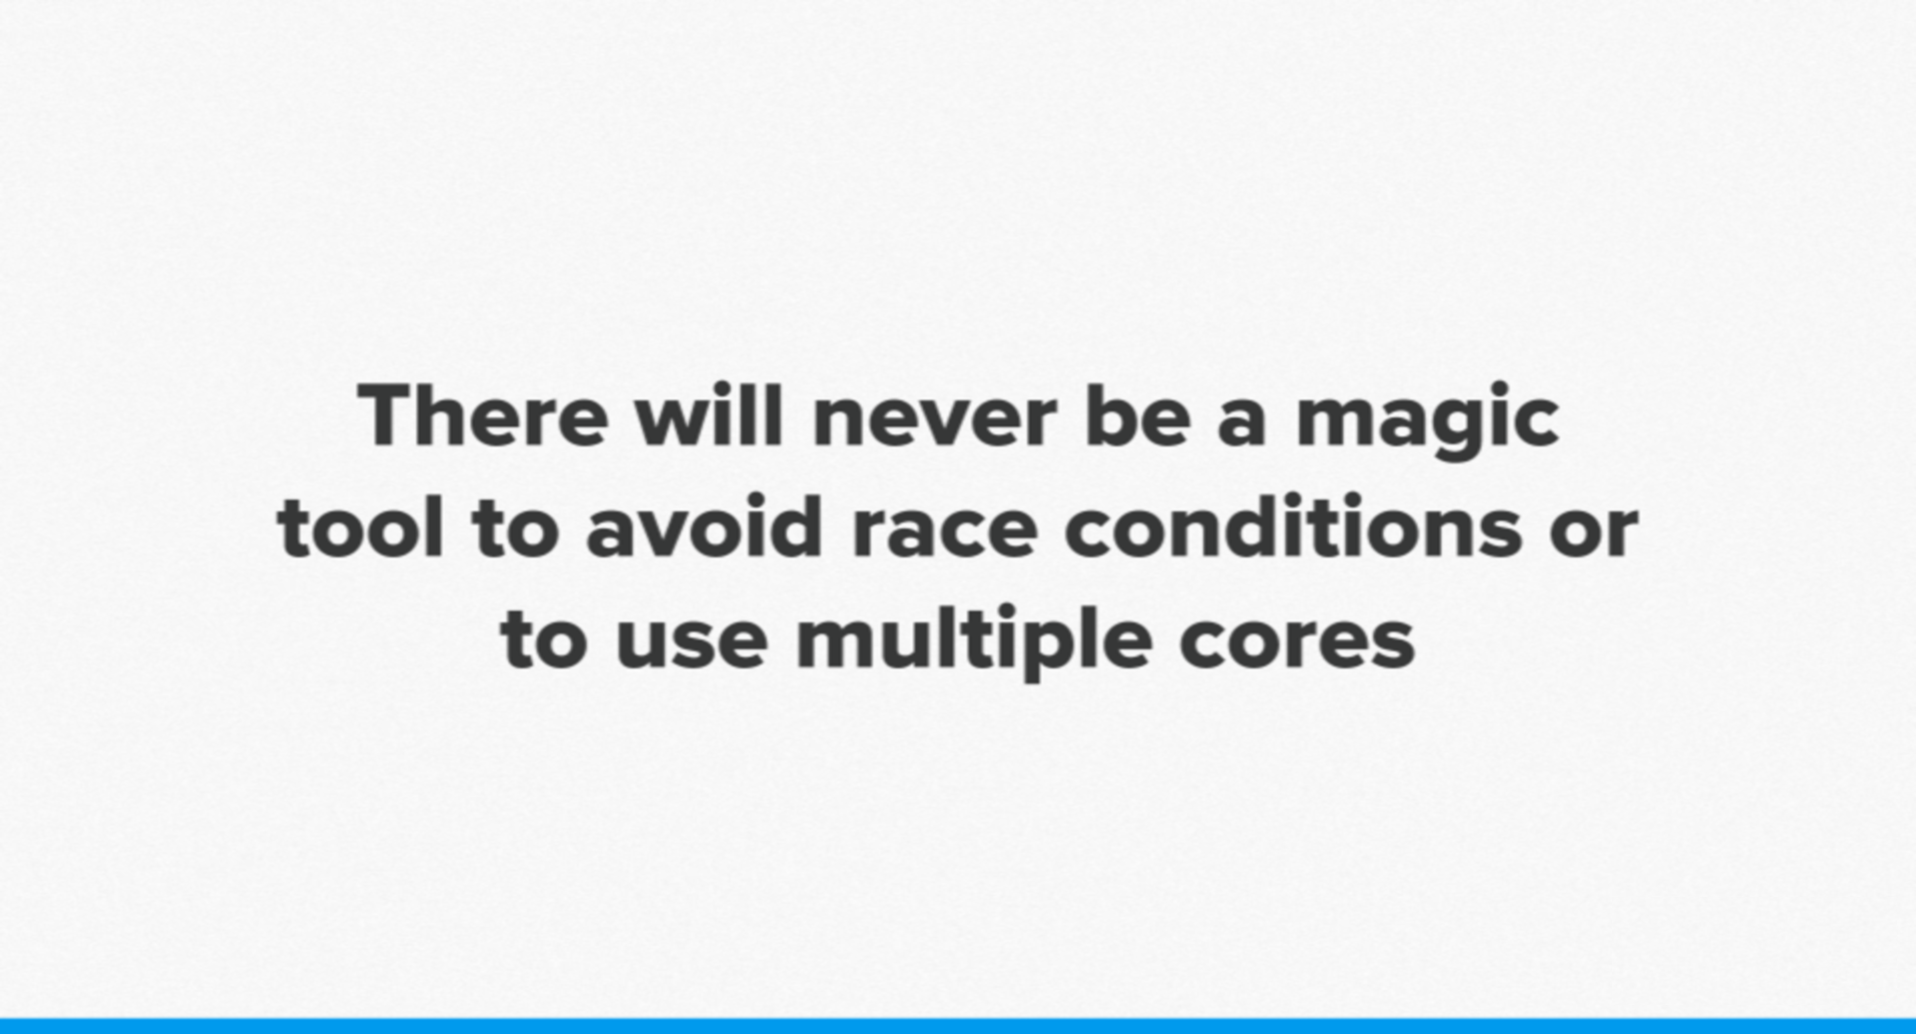 There will never be a magic
tool to avoid race conditions or
to use multiple cores